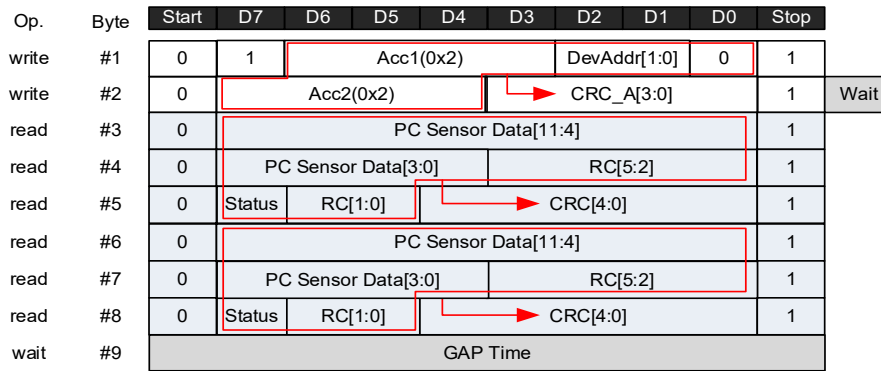 Op. Byte Start D7 D6 D5 D4 D3 D2 D1 D0 Stop
write #1 0 1 Acc1(0x2) DevAddr[1:0] 0 1
write #2 0 Acc2(0x2) CRC_A[3:0] 1 Wait
read #3 0 PC Sensor Data[11:4] 1
read #4 0 PC Sensor Data[3:0] RC[5:2] 1
read #5 0 Status RC[1:0] CRC[4:0] 1
read #6 0 PC Sensor Data[11:4] 1
read #7 0 PC Sensor Data[3:0] RC[5:2] 1
read #8 0 Status RC[1:0] CRC[4:0] 1
wait #9 GAP Time